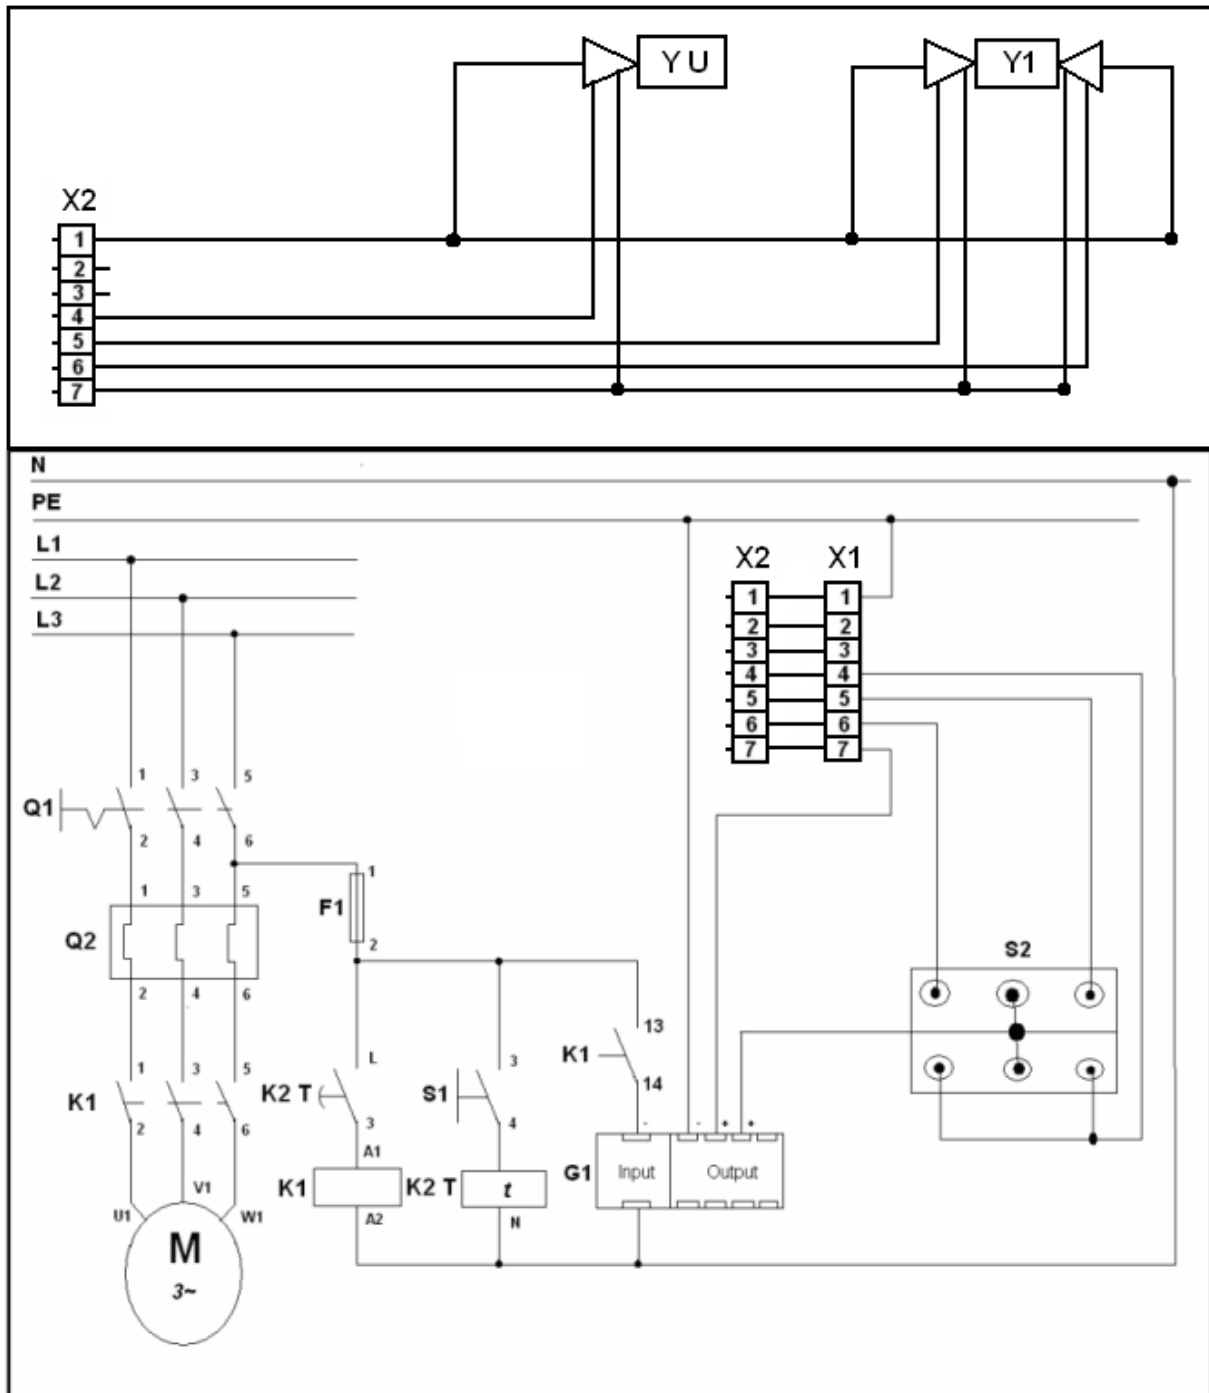 Y U
Y1
X2
1
2
3
4
5
6
7
N
PE
L1
L2
L3
X2 X1
1 1
2 2
3 3
4 4
5 5
6 6
7 7
1 3 5
Q1
2 4 6
1 3 5
Q2
2 4 6
1
F1
2
S2
1 3 5
K1
2 4 6
L
K2 T
3
3
S1
4
13
K1
14
- - + +
A1
K1
A2
K2 T
t
N
G1
Input
Output
U1 V1 W1
M
3~